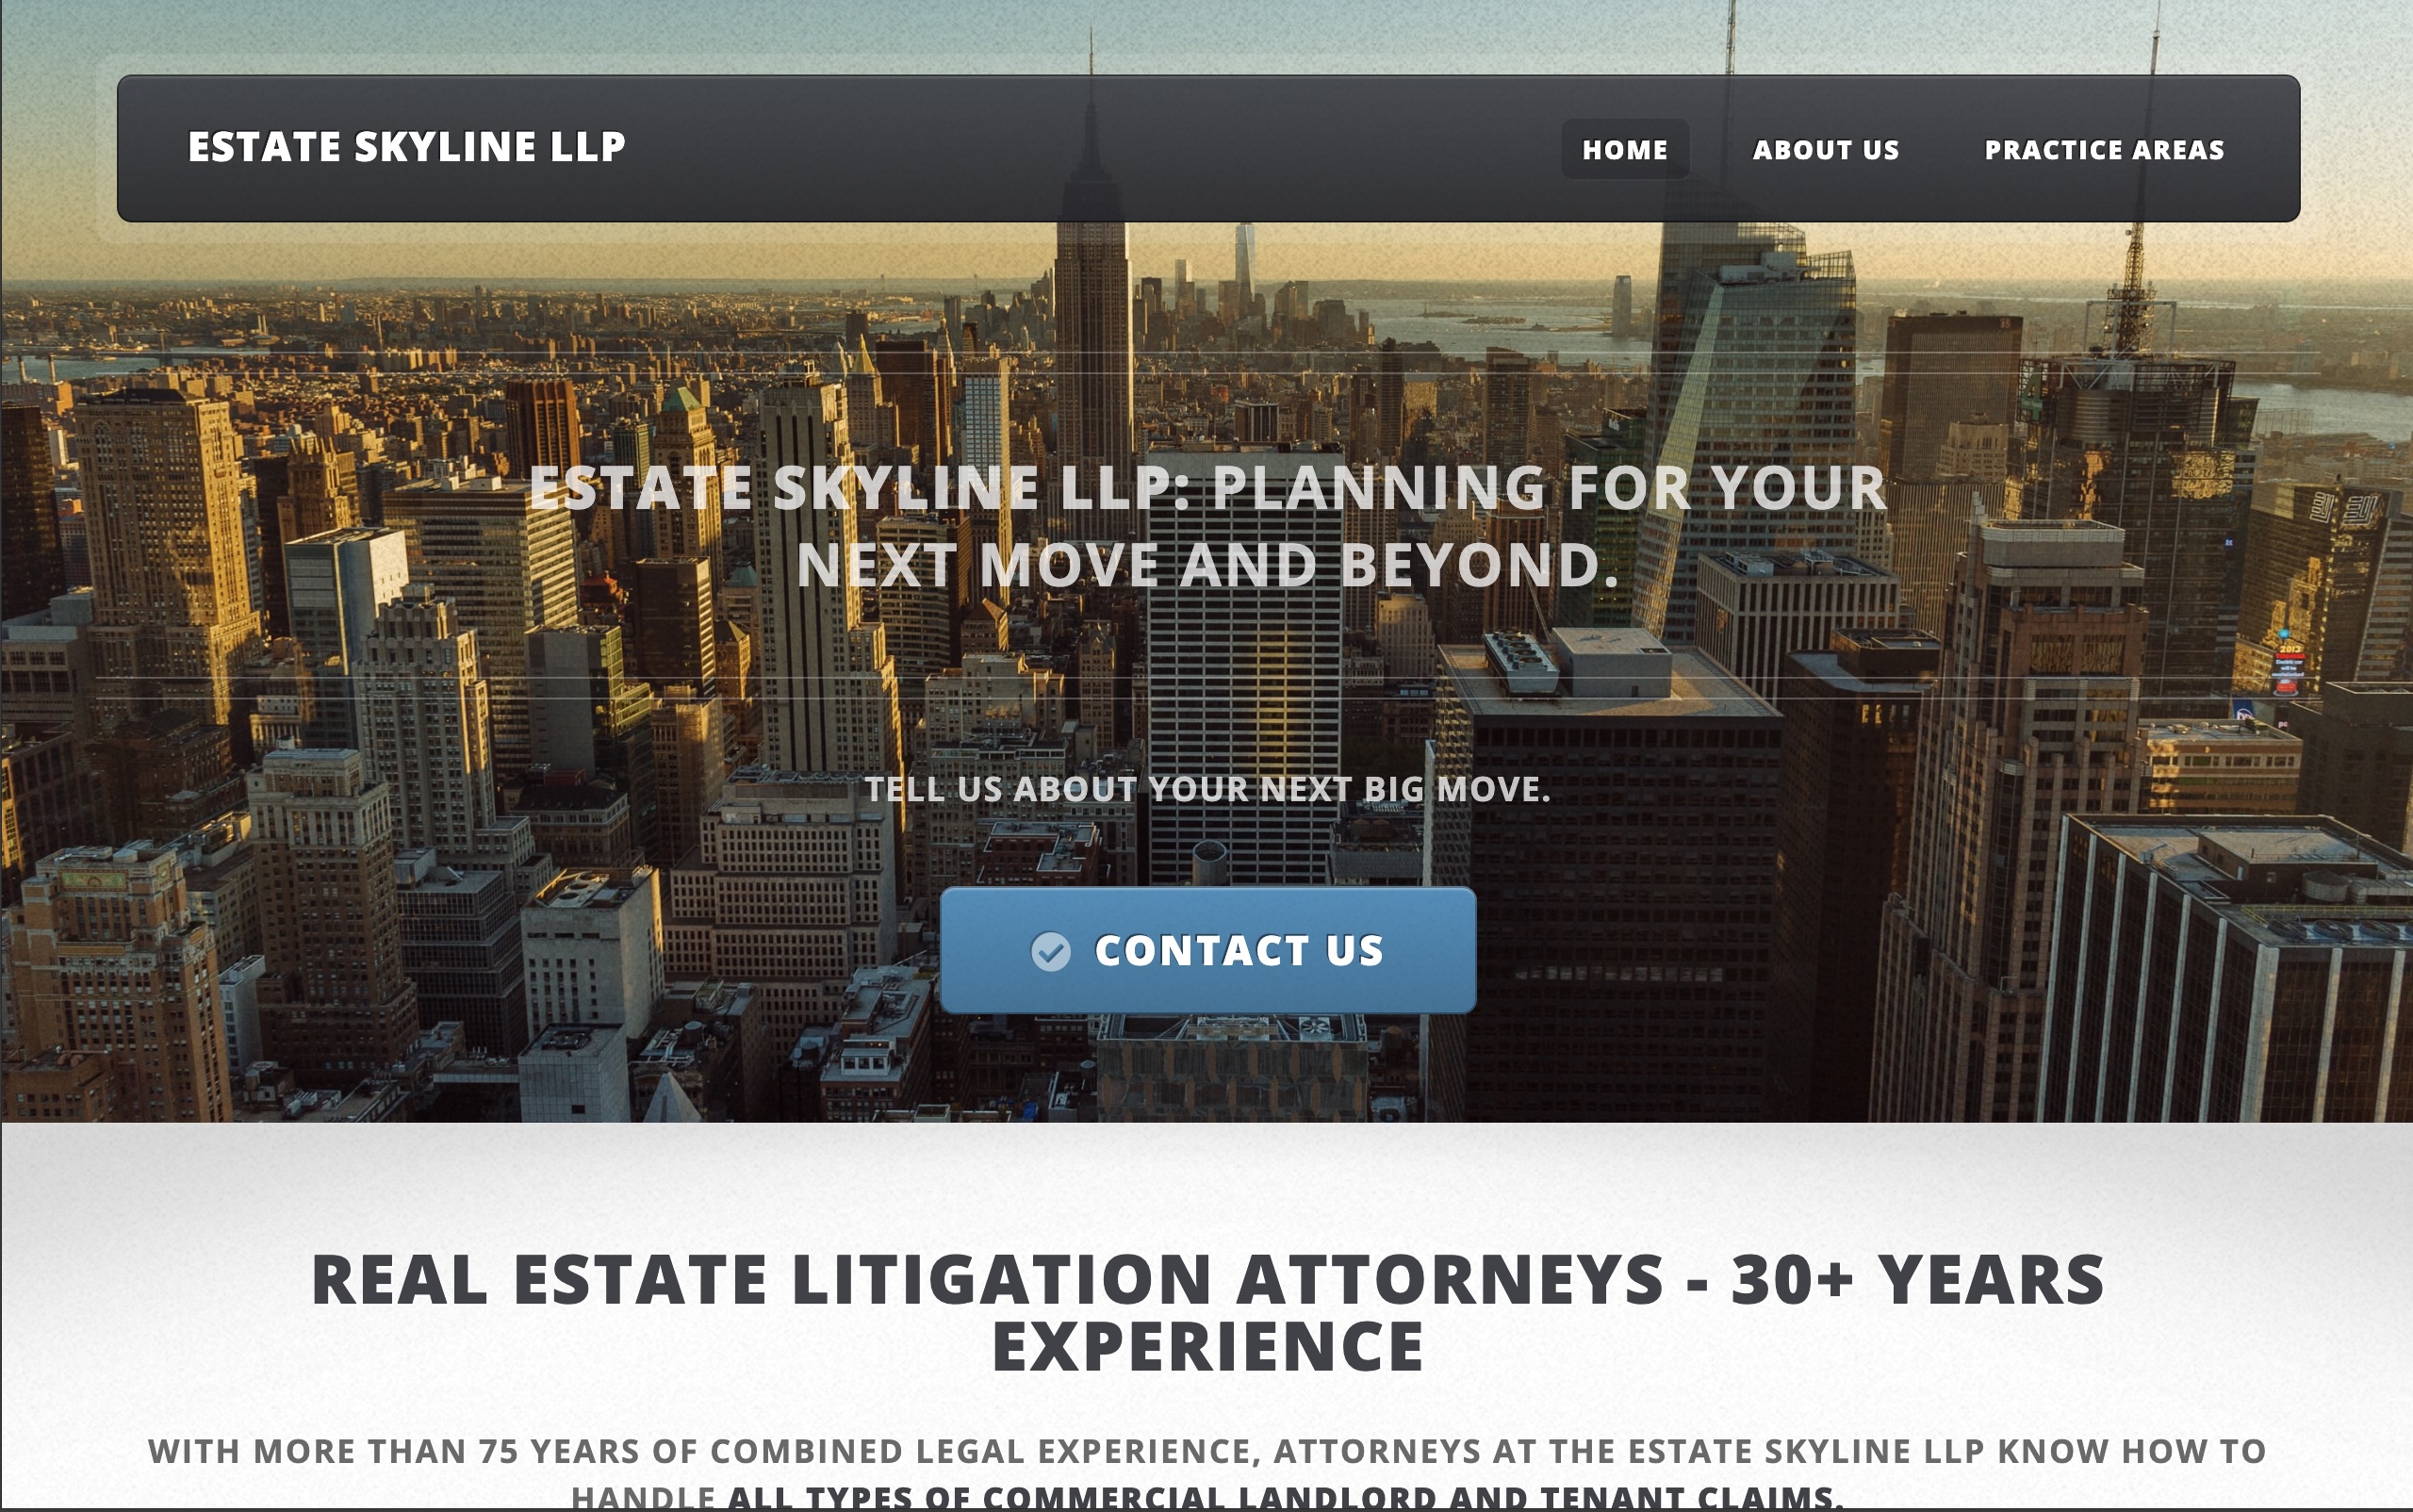 ESTATE SKYLINE LLP
HOME ABOUT US PRACTICE AREAS
ESTATE SKYLINE LLP: PLANNING FOR YOUR
NEXT MOVE AND BEYOND.
TELL US ABOUT YOUR NEXT BIG MOVE.
CONTACT US
REAL ESTATE LITIGATION ATTORNEYS - 30+ YEARS
EXPERIENCE
WITH MORE THAN 75 YEARS OF COMBINED LEGAL EXPERIENCE, ATTORNEYS AT THE ESTATE SKYLINE LLP KNOW HOW TO
HANDLE ALL TYPES OF COMMERCIAL LANDLORD AND TENANT CLAIMS.